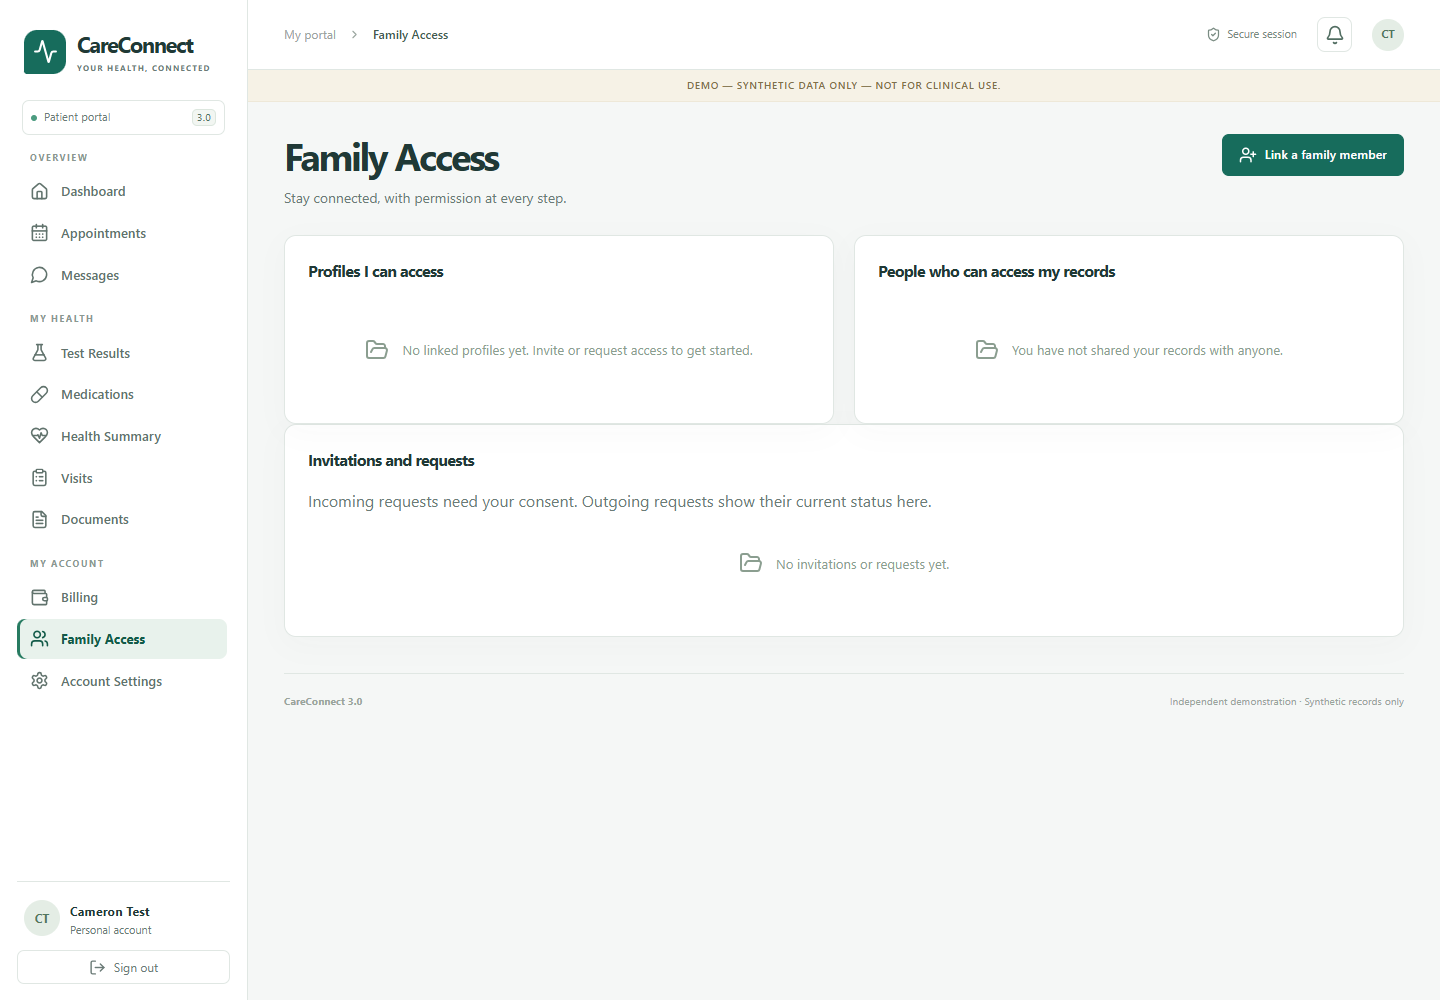 CareConnect
YOUR HEALTH, CONNECTED
Patient portal 3.0
OVERVIEW
Dashboard
Appointments
Messages
MY HEALTH
Test Results
Medications
Health Summary
Visits
Documents
MY ACCOUNT
Billing
Family Access
Account Settings
CT
Cameron Test
Personal account
Sign out
My portal > Family Access
Secure session
CT
DEMO — SYNTHETIC DATA ONLY — NOT FOR CLINICAL USE.
Family Access
Stay connected, with permission at every step.
Link a family member
Profiles I can access
No linked profiles yet. Invite or request access to get started.
People who can access my records
You have not shared your records with anyone.
Invitations and requests
Incoming requests need your consent. Outgoing requests show their current status here.
No invitations or requests yet.
CareConnect 3.0
Independent demonstration · Synthetic records only